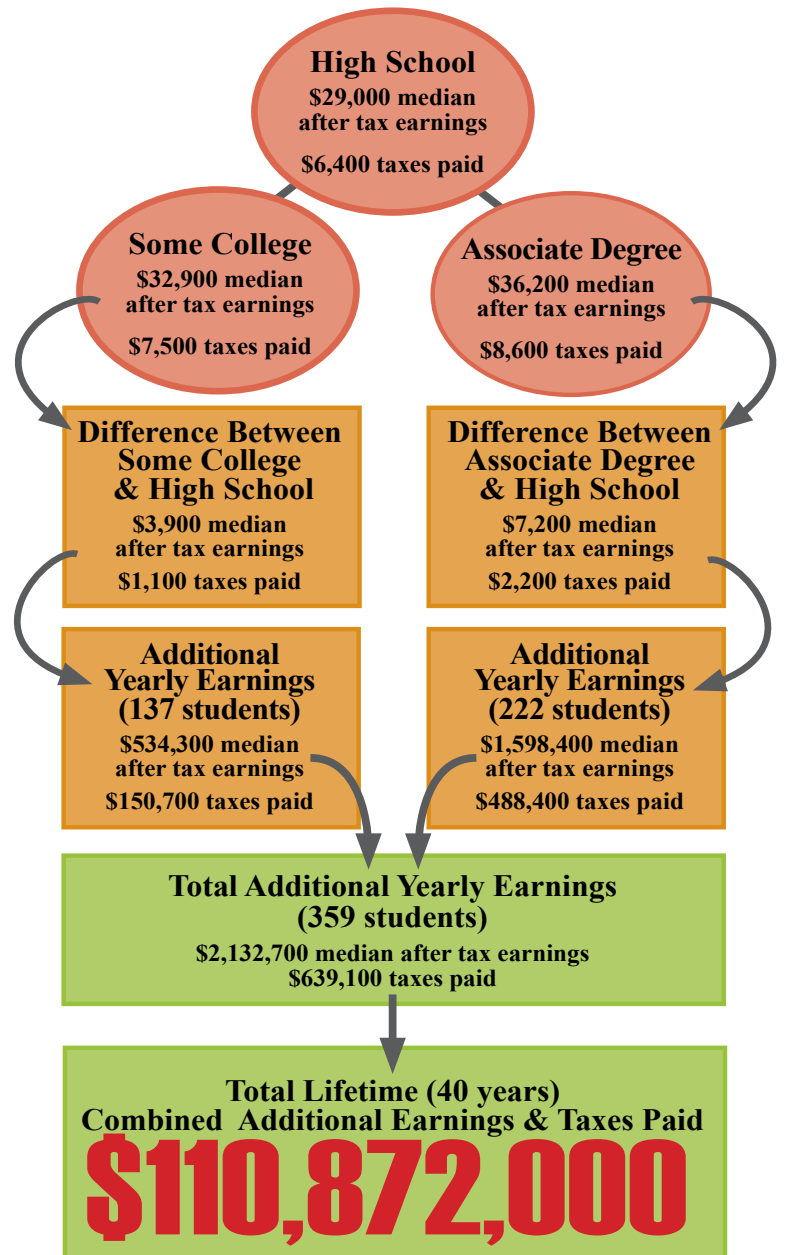 High School
$29,000 median
after tax earnings
$6,400 taxes paid
Some College
$32,900 median
after tax earnings
$7,500 taxes paid
Associate Degree
$36,200 median
after tax earnings
$8,600 taxes paid
Difference Between
Some College
& High School
$3,900 median
after tax earnings
$1,100 taxes paid
Difference Between
Associate Degree
& High School
$7,200 median
after tax earnings
$2,200 taxes paid
Additional
Yearly Earnings
(137 students)
$534,300 median
after tax earnings
$150,700 taxes paid
Additional
Yearly Earnings
(222 students)
$1,598,400 median
after tax earnings
$488,400 taxes paid
Total Additional Yearly Earnings
(359 students)
$2,132,700 median after tax earnings
$639,100 taxes paid
Total Lifetime (40 years)
Combined Additional Earnings & Taxes Paid
$110,872,000